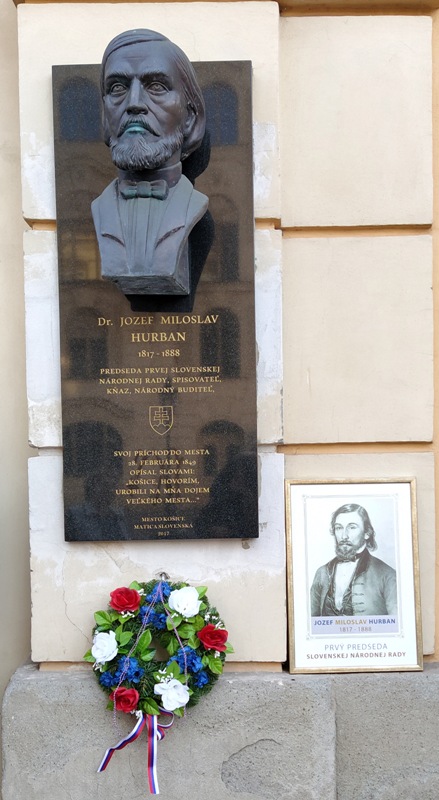 Dr. JOZEF MILOSLAV
HURBAN
1817 - 1888
PREDSEDA PRVEJ SLOVENSKEJ
NÁRODNEJ RADY, SPISOVATEĽ,
KŇAZ, NÁRODNÝ BUDITEĽ,
SVOJ PRÍCHOD DO MESTA
28. FEBRUÁRA 1849
OPÍSAL SLOVAMI:
„KOŠICE, HOVORÍM,
UROBILI NA MŇA DOJEM
VEĽKÉHO MESTA...“
MESTO KOŠICE
MATICA SLOVENSKÁ
2017
JOZEF MILOSLAV HURBAN
1817 - 1888
PRVÝ PREDSEDA
SLOVENSKEJ NÁRODNEJ RADY